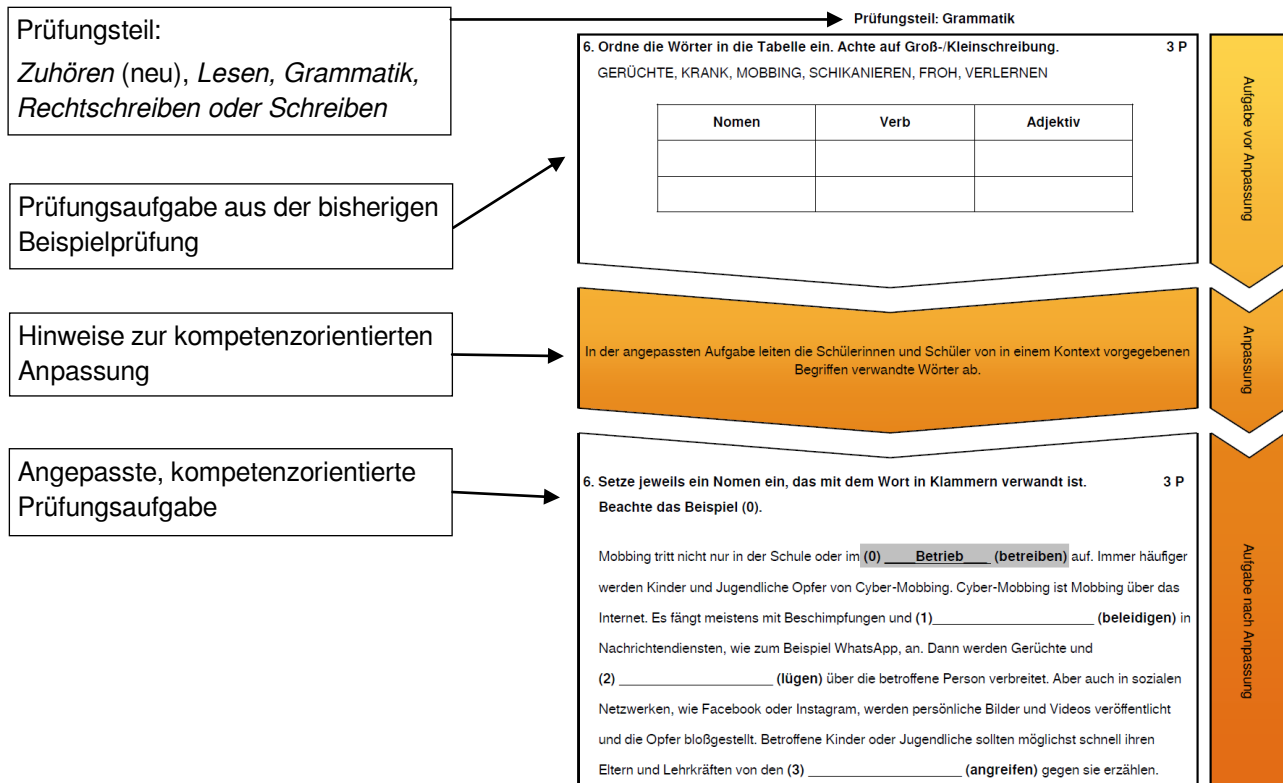 Prüfungsteil:
Zuhören (neu), Lesen, Grammatik,
Rechtschreiben oder Schreiben
Prüfungsaufgabe aus der bisherigen
Beispielprüfung
Hinweise zur kompetenzorientierten
Anpassung
Angepasste, kompetenzorientierte
Prüfungsaufgabe
Prüfungsteil: Grammatik
6. Ordne die Wörter in die Tabelle ein. Achte auf Groß-/Kleinschreibung. 3 P
GERÜCHTE, KRANK, MOBBING, SCHIKANIEREN, FROH, VERLERNEN
Nomen Verb Adjektiv
Aufgabe vor Anpassung
In der angepassten Aufgabe leiten die Schülerinnen und Schüler von in einem Kontext vorgegebenen
Begriffen verwandte Wörter ab.
Anpassung
6. Setze jeweils ein Nomen ein, das mit dem Wort in Klammern verwandt ist. 3 P
Beachte das Beispiel (0).
Mobbing tritt nicht nur in der Schule oder im (0) ____Betrieb____ (betreiben) auf. Immer häufiger
werden Kinder und Jugendliche Opfer von Cyber-Mobbing. Cyber-Mobbing ist Mobbing über das
Internet. Es fängt meistens mit Beschimpfungen und (1)______________________ (beleidigen) in
Nachrichtendiensten, wie zum Beispiel WhatsApp, an. Dann werden Gerüchte und
(2) _____________________ (lügen) über die betroffene Person verbreitet. Aber auch in sozialen
Netzwerken, wie Facebook oder Instagram, werden persönliche Bilder und Videos veröffentlicht
und die Opfer bloßgestellt. Betroffene Kinder oder Jugendliche sollten möglichst schnell ihren
Eltern und Lehrkräften von den (3) _____________________ (angreifen) gegen sie erzählen.
Aufgabe nach Anpassung